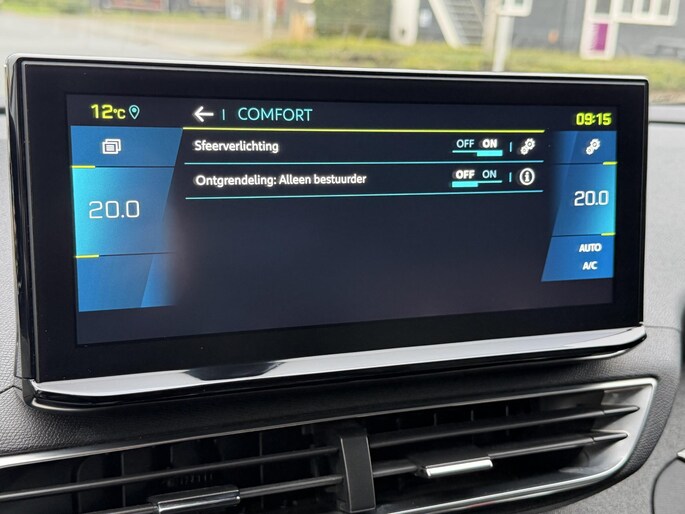 12°C COMFORT 09:15
Sfeerverlichting OFF ON
Ontgrendeling: Alleen bestuurder OFF ON
20.0 20.0
AUTO
A/C